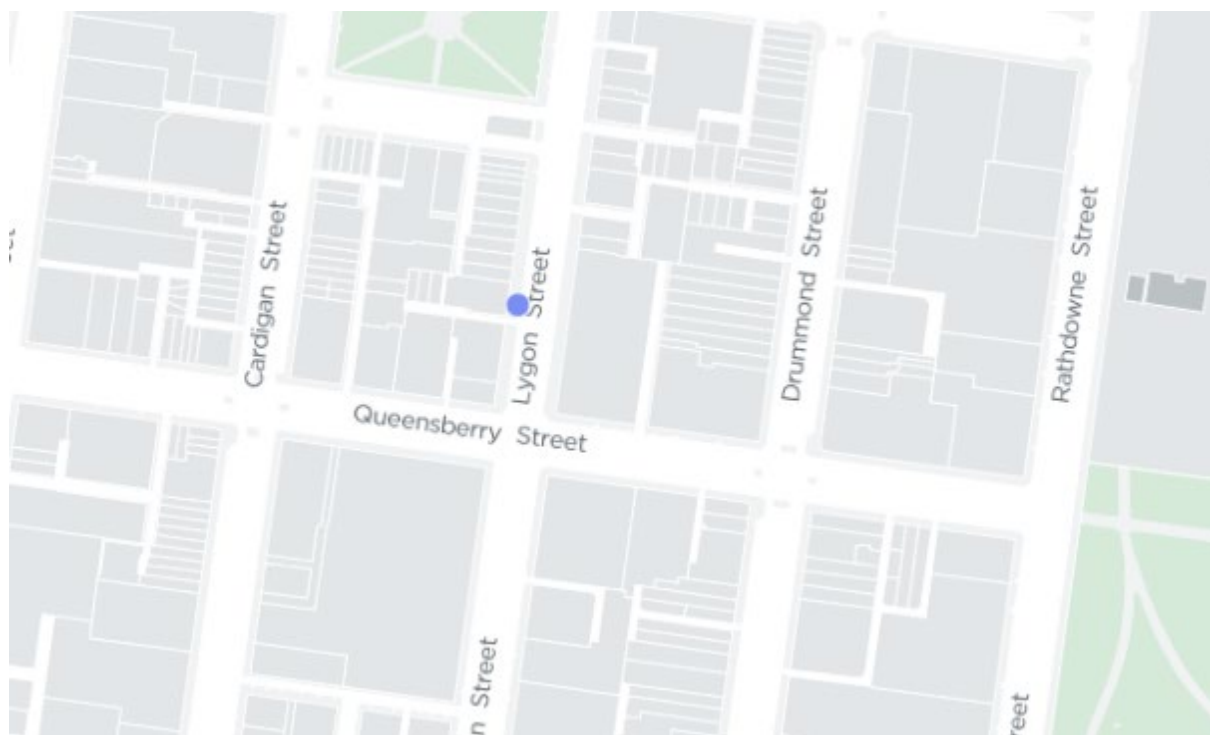 Cardigan Street
Lygon Street
Drummond Street
Rathdowne Street
Queensberry Street
Street